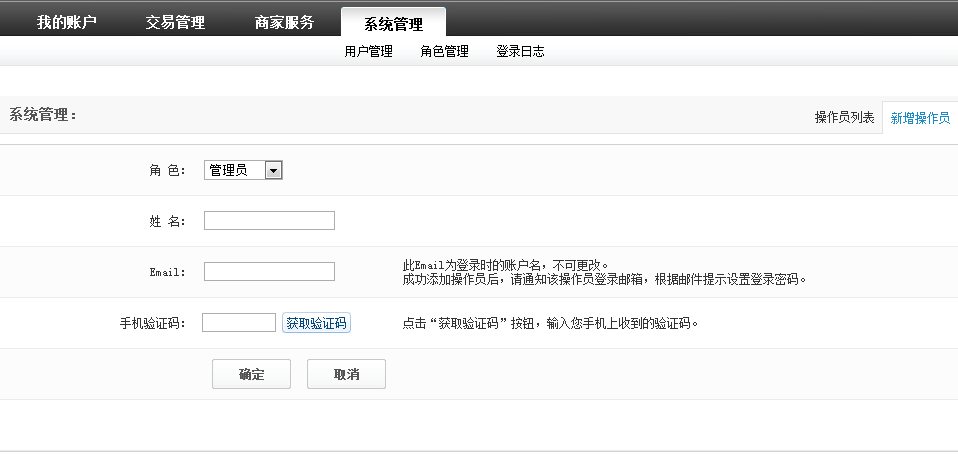 我的账户 交易管理 商家服务 系统管理
用户管理 角色管理 登录日志
系统管理： 操作员列表 新增操作员
角 色： 管理员
姓 名：
Email： 此Email为登录时的账户名，不可更改。
成功添加操作员后，请通知该操作员登录邮箱，根据邮件提示设置登录密码。
手机验证码： 获取验证码 点击“获取验证码”按钮，输入您手机上收到的验证码。
确定 取消